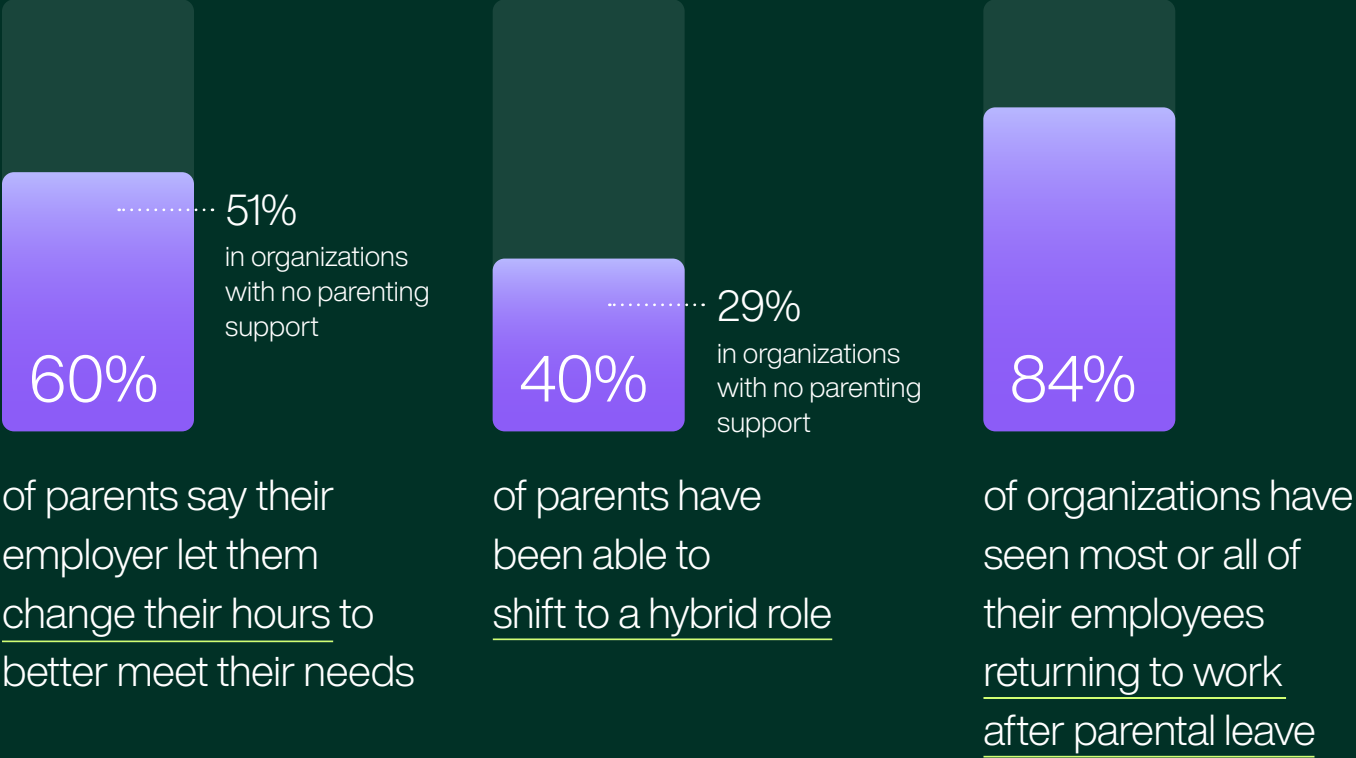 60%
51%
in organizations
with no parenting
support
of parents say their
employer let them
change their hours to
better meet their needs
40%
29%
in organizations
with no parenting
support
of parents have
been able to
shift to a hybrid role
84%
of organizations have
seen most or all of
their employees
returning to work
after parental leave